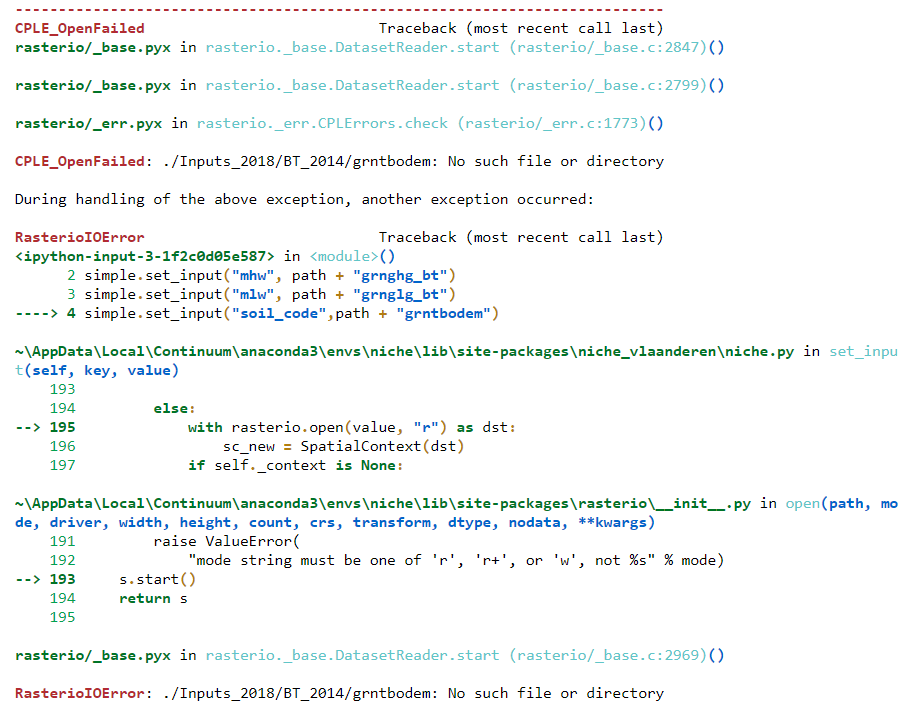 ---------------------------------------------------------------------------
CPLE_OpenFailed                           Traceback (most recent call last)
rasterio/_base.pyx in rasterio._base.DatasetReader.start (rasterio/_base.c:2847)()
rasterio/_base.pyx in rasterio._base.DatasetReader.start (rasterio/_base.c:2799)()
rasterio/_err.pyx in rasterio._err.CPLErrors.check (rasterio/_err.c:1773)()
CPLE_OpenFailed: ./Inputs_2018/BT_2014/grntbodem: No such file or directory
During handling of the above exception, another exception occurred:
RasterioIOError                           Traceback (most recent call last)
<ipython-input-3-1f2c0d05e587> in <module>()
      2 simple.set_input("mhw", path + "grnghg_bt")
      3 simple.set_input("mlw", path + "grnglg_bt")
----> 4 simple.set_input("soil_code",path + "grntbodem")
~\AppData\Local\Continuum\anaconda3\envs\niche\lib\site-packages\niche_vlaanderen\niche.py in set_inpu
t(self, key, value)
    193
    194         else:
--> 195             with rasterio.open(value, "r") as dst:
    196                 sc_new = SpatialContext(dst)
    197             if self._context is None:
~\AppData\Local\Continuum\anaconda3\envs\niche\lib\site-packages\rasterio\__init__.py in open(path, mo
de, driver, width, height, count, crs, transform, dtype, nodata, **kwargs)
    191         raise ValueError(
    192             "mode string must be one of 'r', 'r+', or 'w', not %s" % mode)
--> 193     s.start()
    194     return s
    195
rasterio/_base.pyx in rasterio._base.DatasetReader.start (rasterio/_base.c:2969)()
RasterioIOError: ./Inputs_2018/BT_2014/grntbodem: No such file or directory